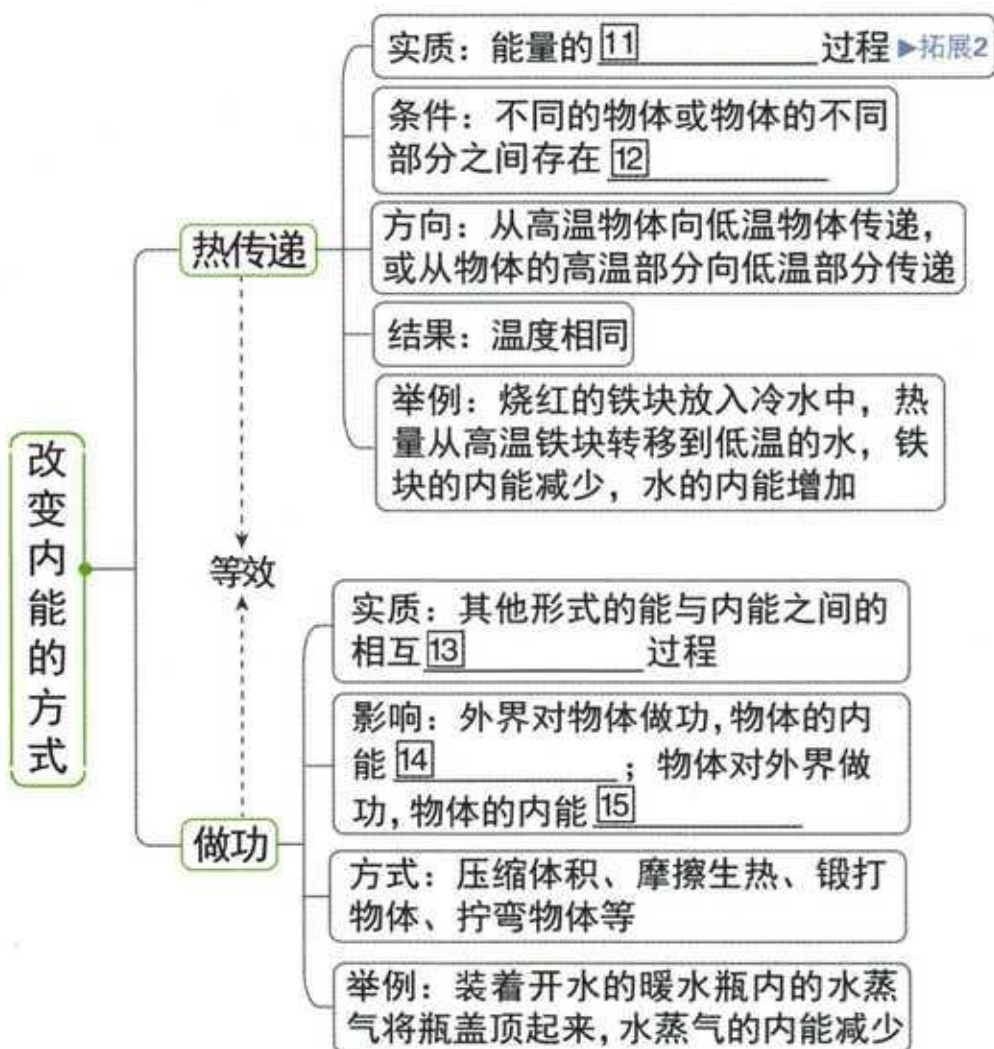 改变内能的方式
热传递
实质：能量的 11 ________ 过程 ▶拓展2
条件：不同的物体或物体的不同
部分之间存在 12 ________
方向：从高温物体向低温物体传递，
或从物体的高温部分向低温部分传递
结果：温度相同
举例：烧红的铁块放入冷水中，热
量从高温铁块转移到低温的水，铁
块的内能减少，水的内能增加
等效
做功
实质：其他形式的能与内能之间的
相互 13 ________ 过程
影响：外界对物体做功，物体的内
能 14 ________ ；物体对外界做
功，物体的内能 15 ________
方式：压缩体积、摩擦生热、锻打
物体、拧弯物体等
举例：装着开水的暖水瓶内的水蒸
气将瓶盖顶起来，水蒸气的内能减少